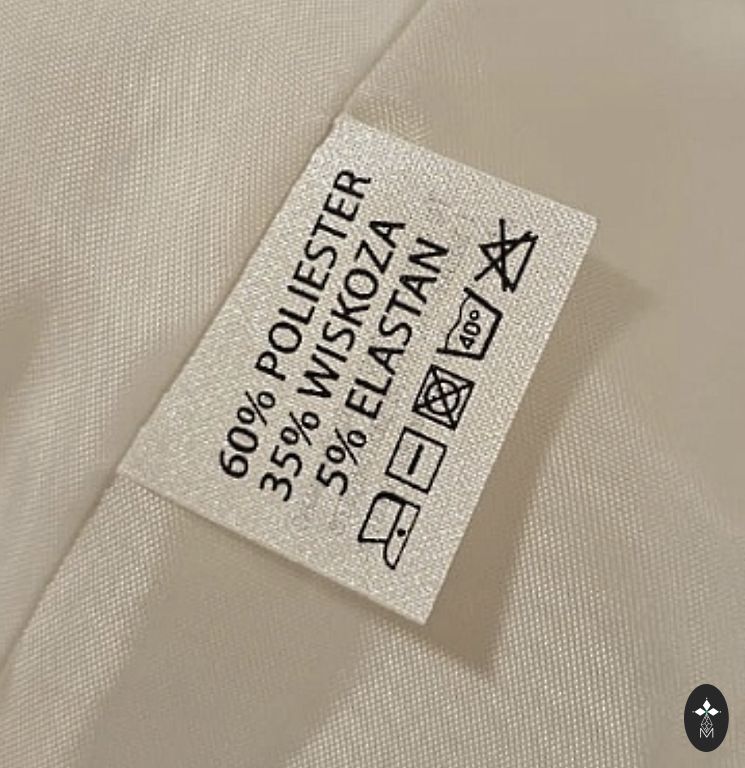 60% POLIESTER
35% WISKOZA
5% ELASTAN
40°